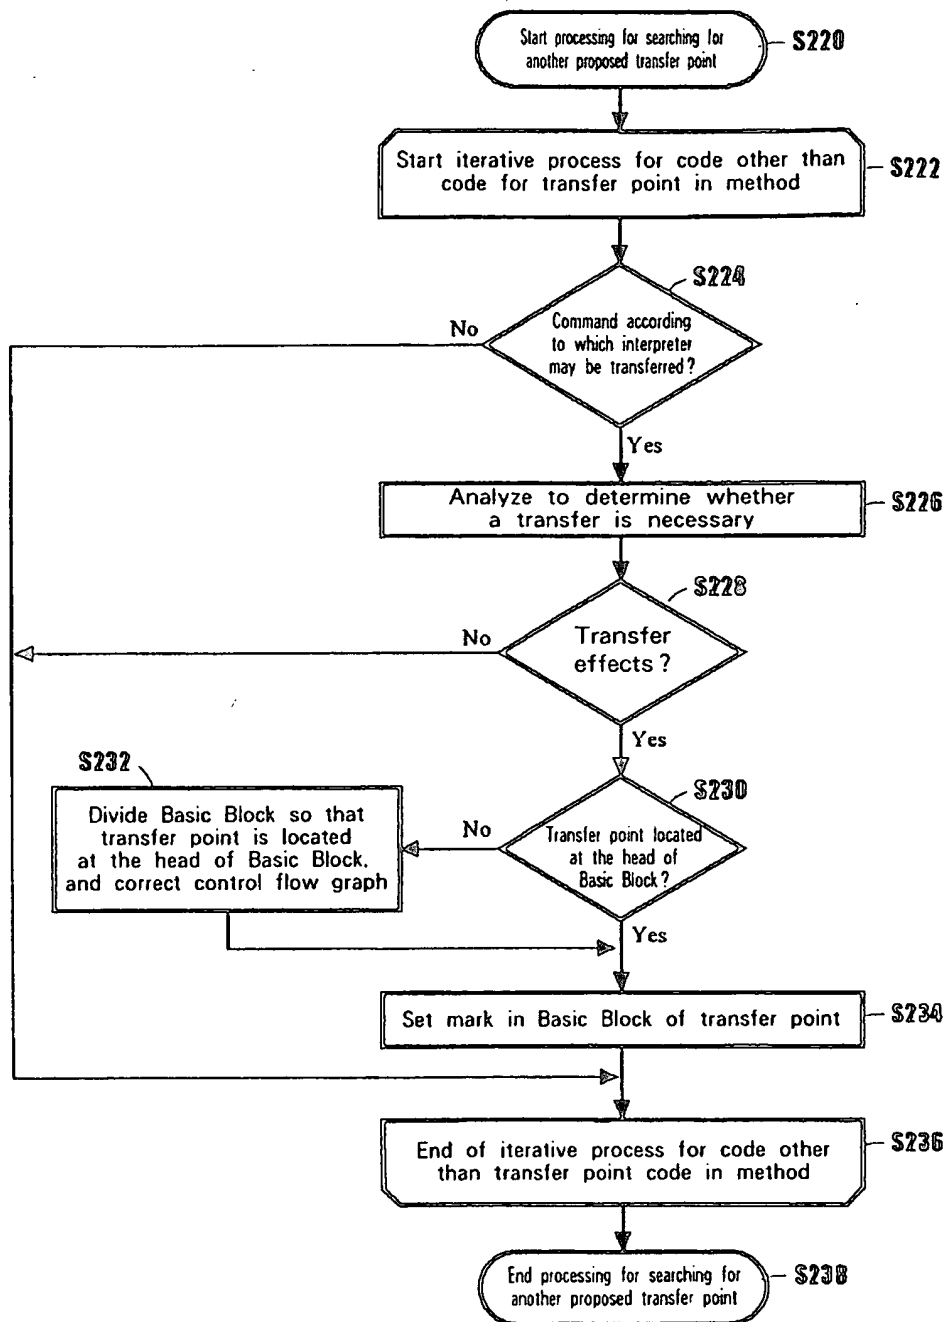 Start processing for searching for
another proposed transfer point
S220
Start iterative process for code other than
code for transfer point in method
S222
S224
Command according
to which interpreter
may be transferred?
No
Yes
Analyze to determine whether
a transfer is necessary
S226
S228
Transfer
effects?
No
Yes
S232
Divide Basic Block so that
transfer point is located
at the head of Basic Block,
and correct control flow graph
S230
Transfer point located
at the head of
Basic Block?
No
Yes
Set mark in Basic Block of transfer point
S234
End of iterative process for code other
than transfer point code in method
S236
End processing for searching for
another proposed transfer point
S238